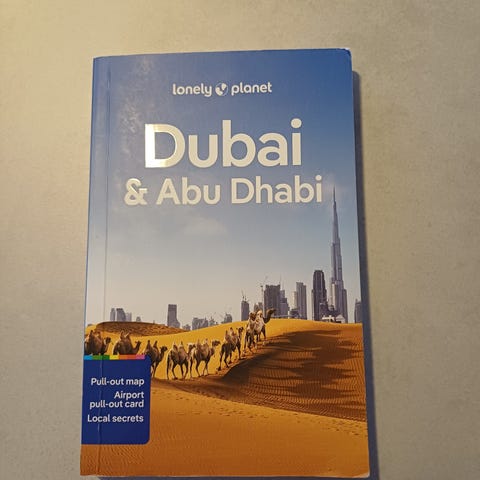 lonely planet
Dubai
& Abu Dhabi
Pull-out map
Airport
pull-out card
Local secrets